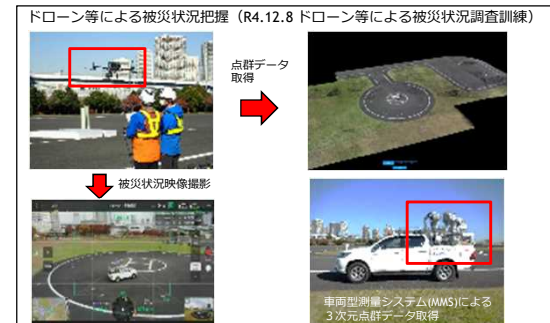 ドローン等による被災状況把握（R4.12.8 ドローン等による被災状況調査訓練）
点群データ
取得
被災状況映像撮影
車両型測量システム(MMS)による
３次元点群データ取得